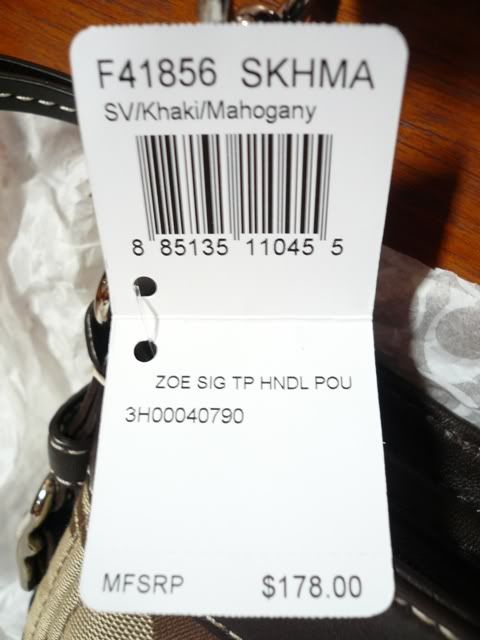 F41856 SKHMA
SV/Khaki/Mahogany
8 85135 11045 5
ZOE SIG TP HNDL POU
3H00040790
MFSRP $178.00